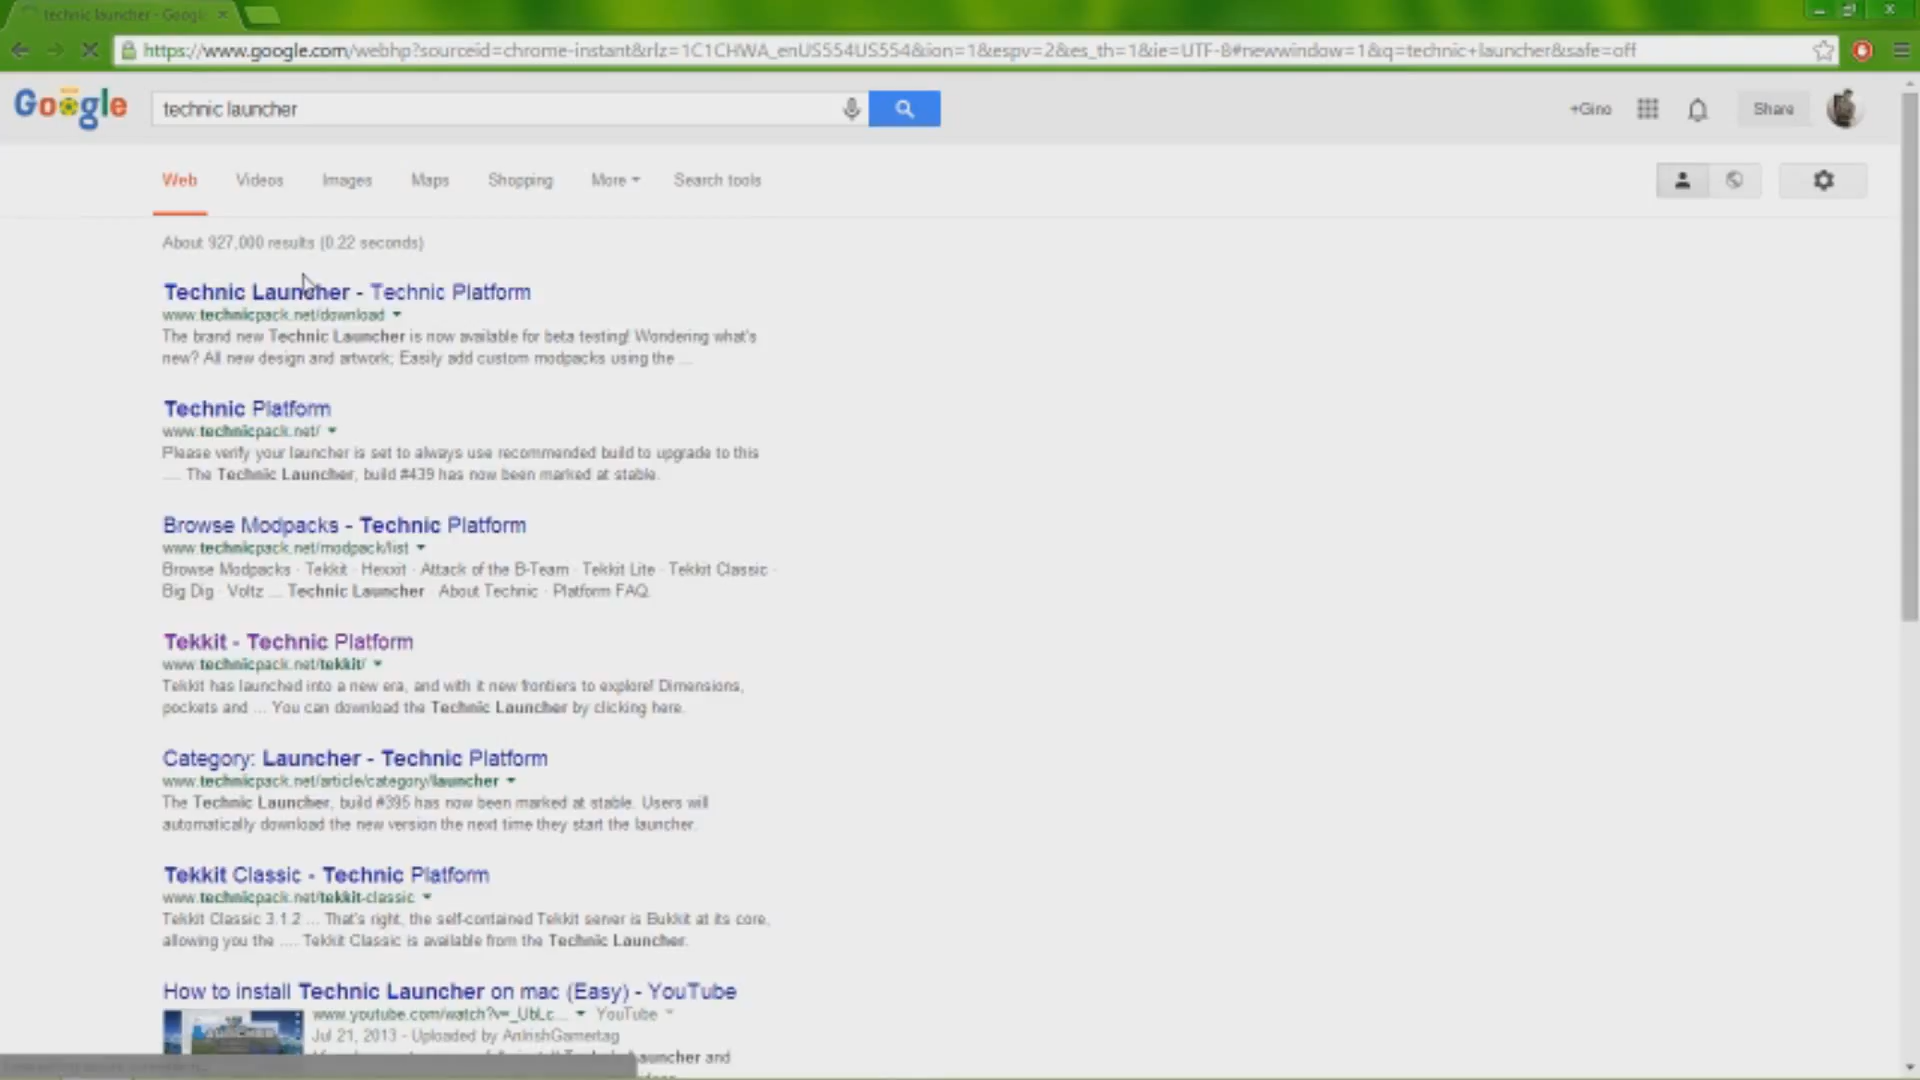 technic launcher - Googl
https://www.google.com/webhp?sourceid=chrome-instant&rlz=1C1CHWA_enUS554US554&ion=1&espv=2&es_th=1&ie=UTF-8#newwindow=1&q=technic+launcher&safe=off
Google technic launcher +Gino Share
Web Videos Images Maps Shopping More Search tools
About 927,000 results (0.22 seconds)
Technic Launcher - Technic Platform
www.technicpack.net/download
The brand new Technic Launcher is now available for beta testing! Wondering what's
new? All new design and artwork; Easily add custom modpacks using the ...
Technic Platform
www.technicpack.net/
Please verify your launcher is set to always use recommended build to upgrade to this
.... The Technic Launcher, build #439 has now been marked at stable.
Browse Modpacks - Technic Platform
www.technicpack.net/modpack/list
Browse Modpacks · Tekkit · Hexxit · Attack of the B-Team · Tekkit Lite · Tekkit Classic ·
Big Dig · Voltz ... Technic Launcher · About Technic · Platform FAQ.
Tekkit - Technic Platform
www.technicpack.net/tekkit/
Tekkit has launched into a new era, and with it new frontiers to explore! Dimensions,
pockets and ... You can download the Technic Launcher by clicking here.
Category: Launcher - Technic Platform
www.technicpack.net/article/category/launcher
The Technic Launcher, build #395 has now been marked at stable. Users will
automatically download the new version the next time they start the launcher.
Tekkit Classic - Technic Platform
www.technicpack.net/tekkit-classic
Tekkit Classic 3.1.2 ... That's right, the self-contained Tekkit server is Bukkit at its core,
allowing you the .... Tekkit Classic is available from the Technic Launcher.
How to install Technic Launcher on mac (Easy) - YouTube
www.youtube.com/watch?v=_UbLc... YouTube
Jul 21, 2013 - Uploaded by AnIrishGamertag
Launcher and